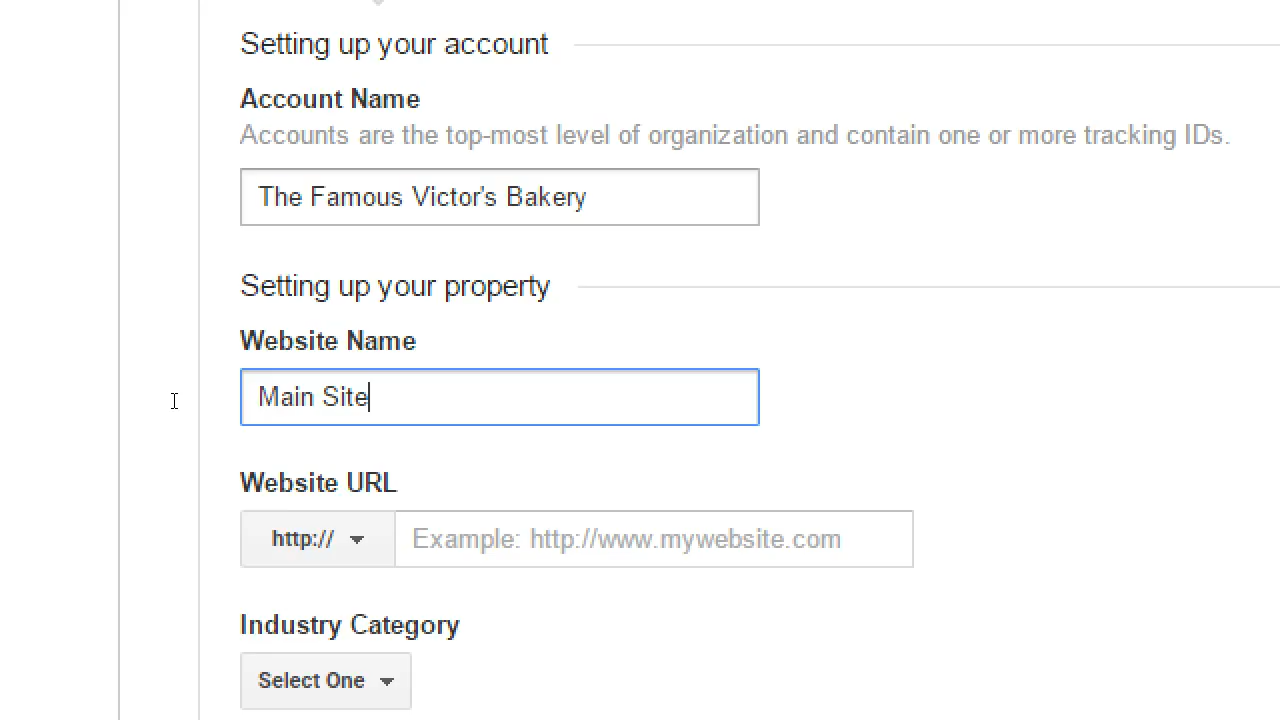 Setting up your account
Account Name
Accounts are the top-most level of organization and contain one or more tracking IDs.
The Famous Victor's Bakery
Setting up your property
Website Name
Main Site
Website URL
http:// Example: http://www.mywebsite.com
Industry Category
Select One